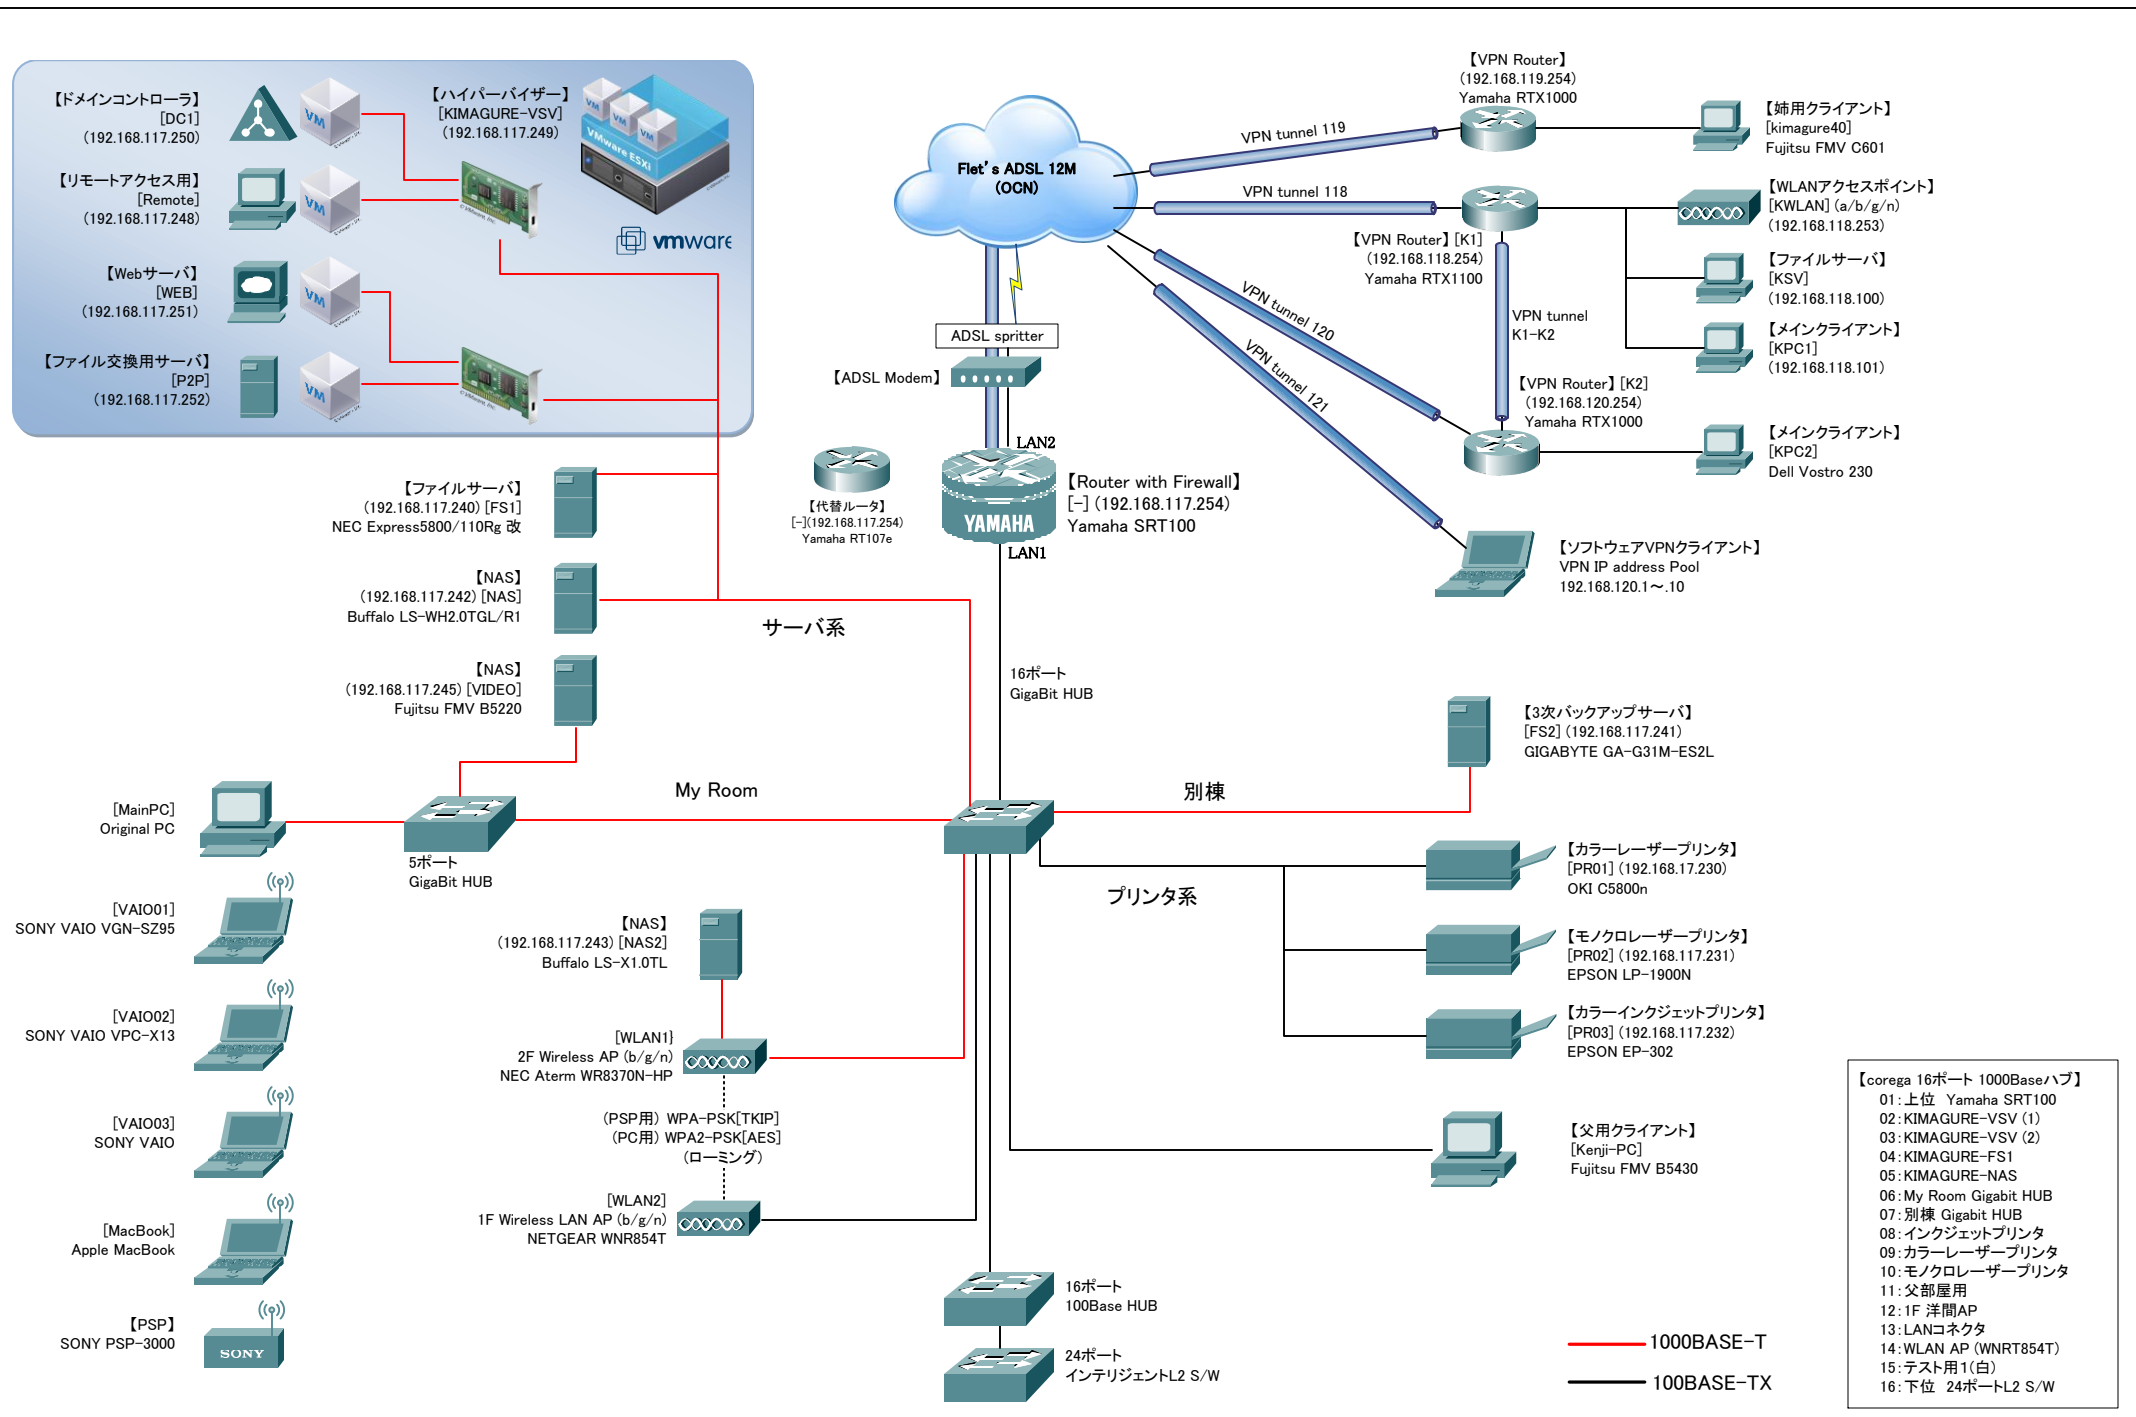 【ドメインコントローラ】
[DC1]
(192.168.117.250)
【ハイパーバイザー】
[KIMAGURE-VSV]
(192.168.117.249)
VM
VM
VM
VM
VMware ESXi
【リモートアクセス用】
[Remote]
(192.168.117.248)
VM
vmware
【Webサーバ】
[WEB]
(192.168.117.251)
VM
【ファイル交換用サーバ】
[P2P]
(192.168.117.252)
VM
Flet's ADSL 12M
(OCN)
ADSL spritter
【ADSL Modem】
LAN2
【Router with Firewall】
[-] (192.168.117.254)
Yamaha SRT100
YAMAHA
LAN1
【代替ルータ】
[-](192.168.117.254)
Yamaha RT107e
VPN tunnel 119
VPN tunnel 118
VPN tunnel 120
VPN tunnel 121
【VPN Router】
(192.168.119.254)
Yamaha RTX1000
【姉用クライアント】
[kimagure40]
Fujitsu FMV C601
【VPN Router】 [K1]
(192.168.118.254)
Yamaha RTX1100
【WLANアクセスポイント】
[KWLAN] (a/b/g/n)
(192.168.118.253)
【ファイルサーバ】
[KSV]
(192.168.118.100)
【メインクライアント】
[KPC1]
(192.168.118.101)
VPN tunnel
K1-K2
【VPN Router】 [K2]
(192.168.120.254)
Yamaha RTX1000
【メインクライアント】
[KPC2]
Dell Vostro 230
【ソフトウェアVPNクライアント】
VPN IP address Pool
192.168.120.1～.10
【ファイルサーバ】
(192.168.117.240) [FS1]
NEC Express5800/110Rg 改
【NAS】
(192.168.117.242) [NAS]
Buffalo LS-WH2.0TGL/R1
サーバ系
【NAS】
(192.168.117.245) [VIDEO]
Fujitsu FMV B5220
16ポート
GigaBit HUB
My Room
別棟
【3次バックアップサーバ】
[FS2] (192.168.117.241)
GIGABYTE GA-G31M-ES2L
[MainPC]
Original PC
5ポート
GigaBit HUB
[VAIO01]
SONY VAIO VGN-SZ95
[VAIO02]
SONY VAIO VPC-X13
[VAIO03]
SONY VAIO
[MacBook]
Apple MacBook
【PSP】
SONY PSP-3000
SONY
【NAS】
(192.168.117.243) [NAS2]
Buffalo LS-X1.0TL
[WLAN1}
2F Wireless AP (b/g/n)
NEC Aterm WR8370N-HP
(PSP用) WPA-PSK[TKIP]
(PC用) WPA2-PSK[AES]
(ローミング)
[WLAN2]
1F Wireless LAN AP (b/g/n)
NETGEAR WNR854T
プリンタ系
【カラーレーザープリンタ】
[PR01] (192.168.17.230)
OKI C5800n
【モノクロレーザープリンタ】
[PR02] (192.168.117.231)
EPSON LP-1900N
【カラーインクジェットプリンタ】
[PR03] (192.168.117.232)
EPSON EP-302
【父用クライアント】
[Kenji-PC]
Fujitsu FMV B5430
16ポート
100Base HUB
24ポート
インテリジェントL2 S/W
1000BASE-T
100BASE-TX
【corega 16ポート 1000Baseハブ】
01:上位 Yamaha SRT100
02:KIMAGURE-VSV (1)
03:KIMAGURE-VSV (2)
04:KIMAGURE-FS1
05:KIMAGURE-NAS
06:My Room Gigabit HUB
07:別棟 Gigabit HUB
08:インクジェットプリンタ
09:カラーレーザープリンタ
10:モノクロレーザープリンタ
11:父部屋用
12:1F 洋間AP
13:LANコネクタ
14:WLAN AP (WNRT854T)
15:テスト用1(白)
16:下位 24ポートL2 S/W